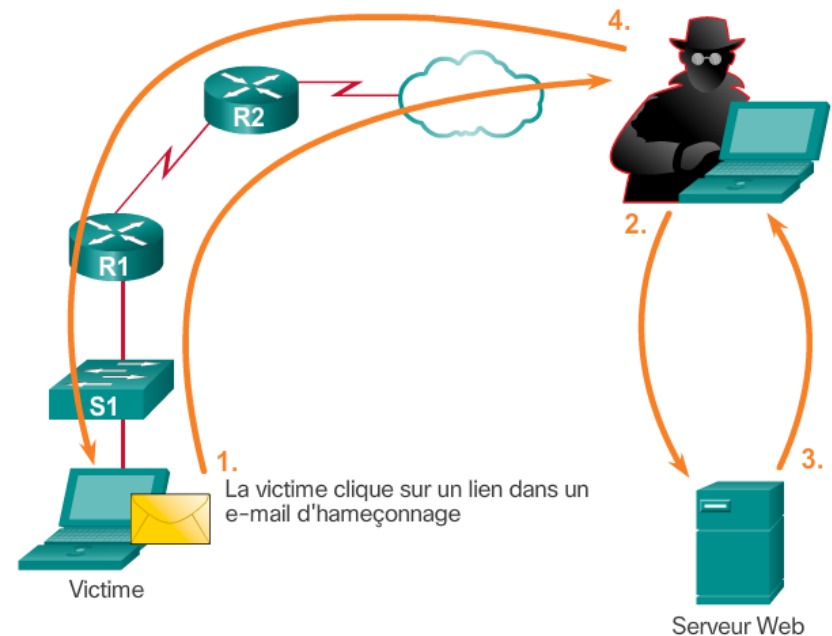 4.
R2
2.
R1
S1
1.
La victime clique sur un lien dans un
e-mail d'hameçonnage
3.
Victime
Serveur Web